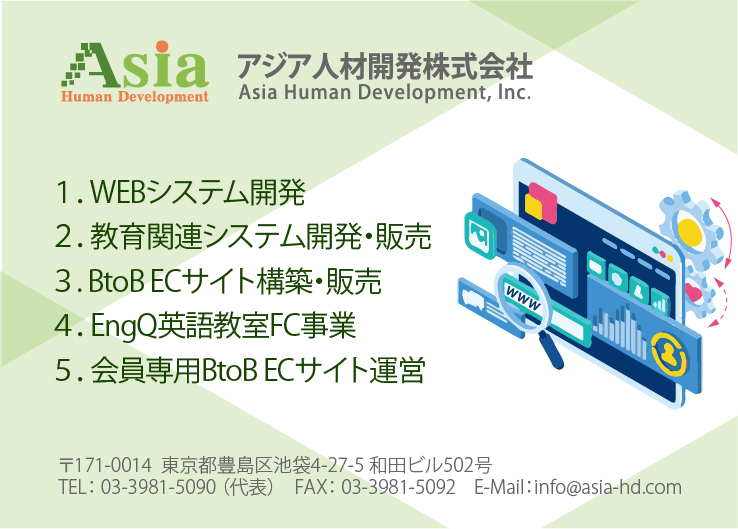 Asia
Human Development
アジア人材開発株式会社
Asia Human Development, Inc.
1 . WEBシステム開発
2 . 教育関連システム開発・販売
3 . BtoB ECサイト構築・販売
4 . EngQ英語教室FC事業
5 . 会員専用BtoB ECサイト運営
www
〒171-0014 東京都豊島区池袋4-27-5 和田ビル502号
TEL： 03-3981-5090（代表） FAX： 03-3981-5092 E-Mail：info@asia-hd.com